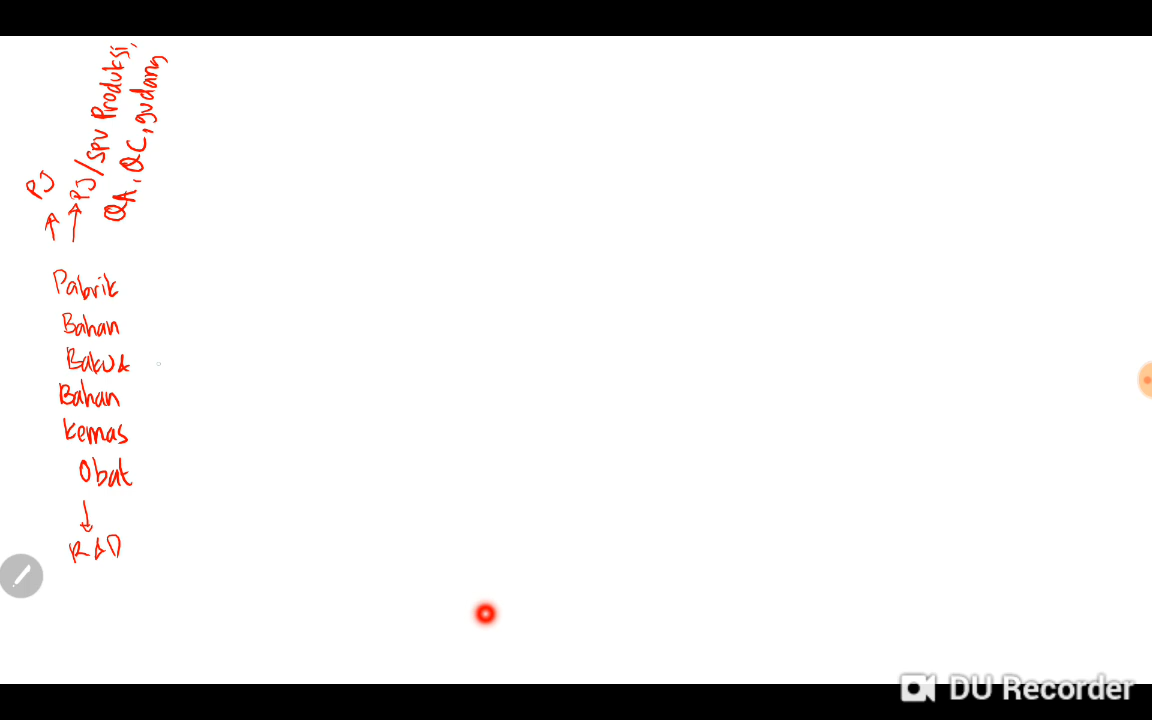 PJ
PJ/SPV Produksi,
QA, QC, gudang
Pabrik
Bahan
Baku &
Bahan
kemas
Obat
R&D
DU Recorder